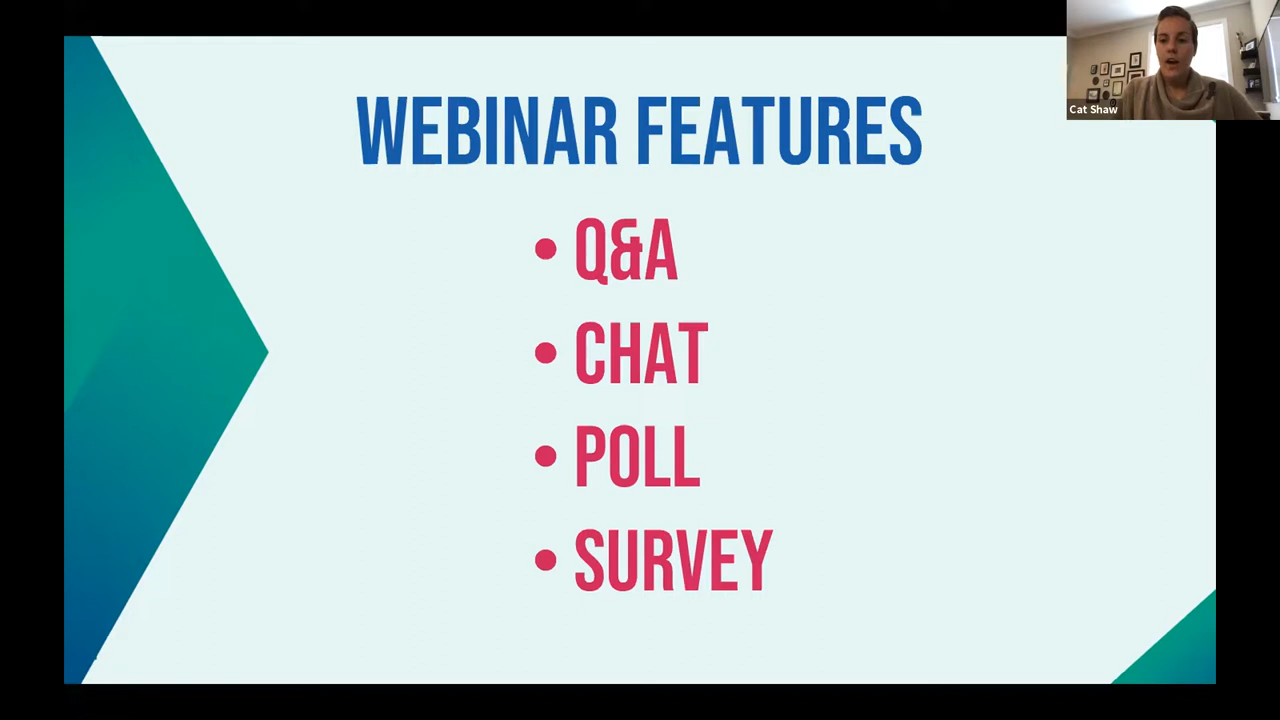 WEBINAR FEATURES
• Q&A
• CHAT
• POLL
• SURVEY
Cat Shaw